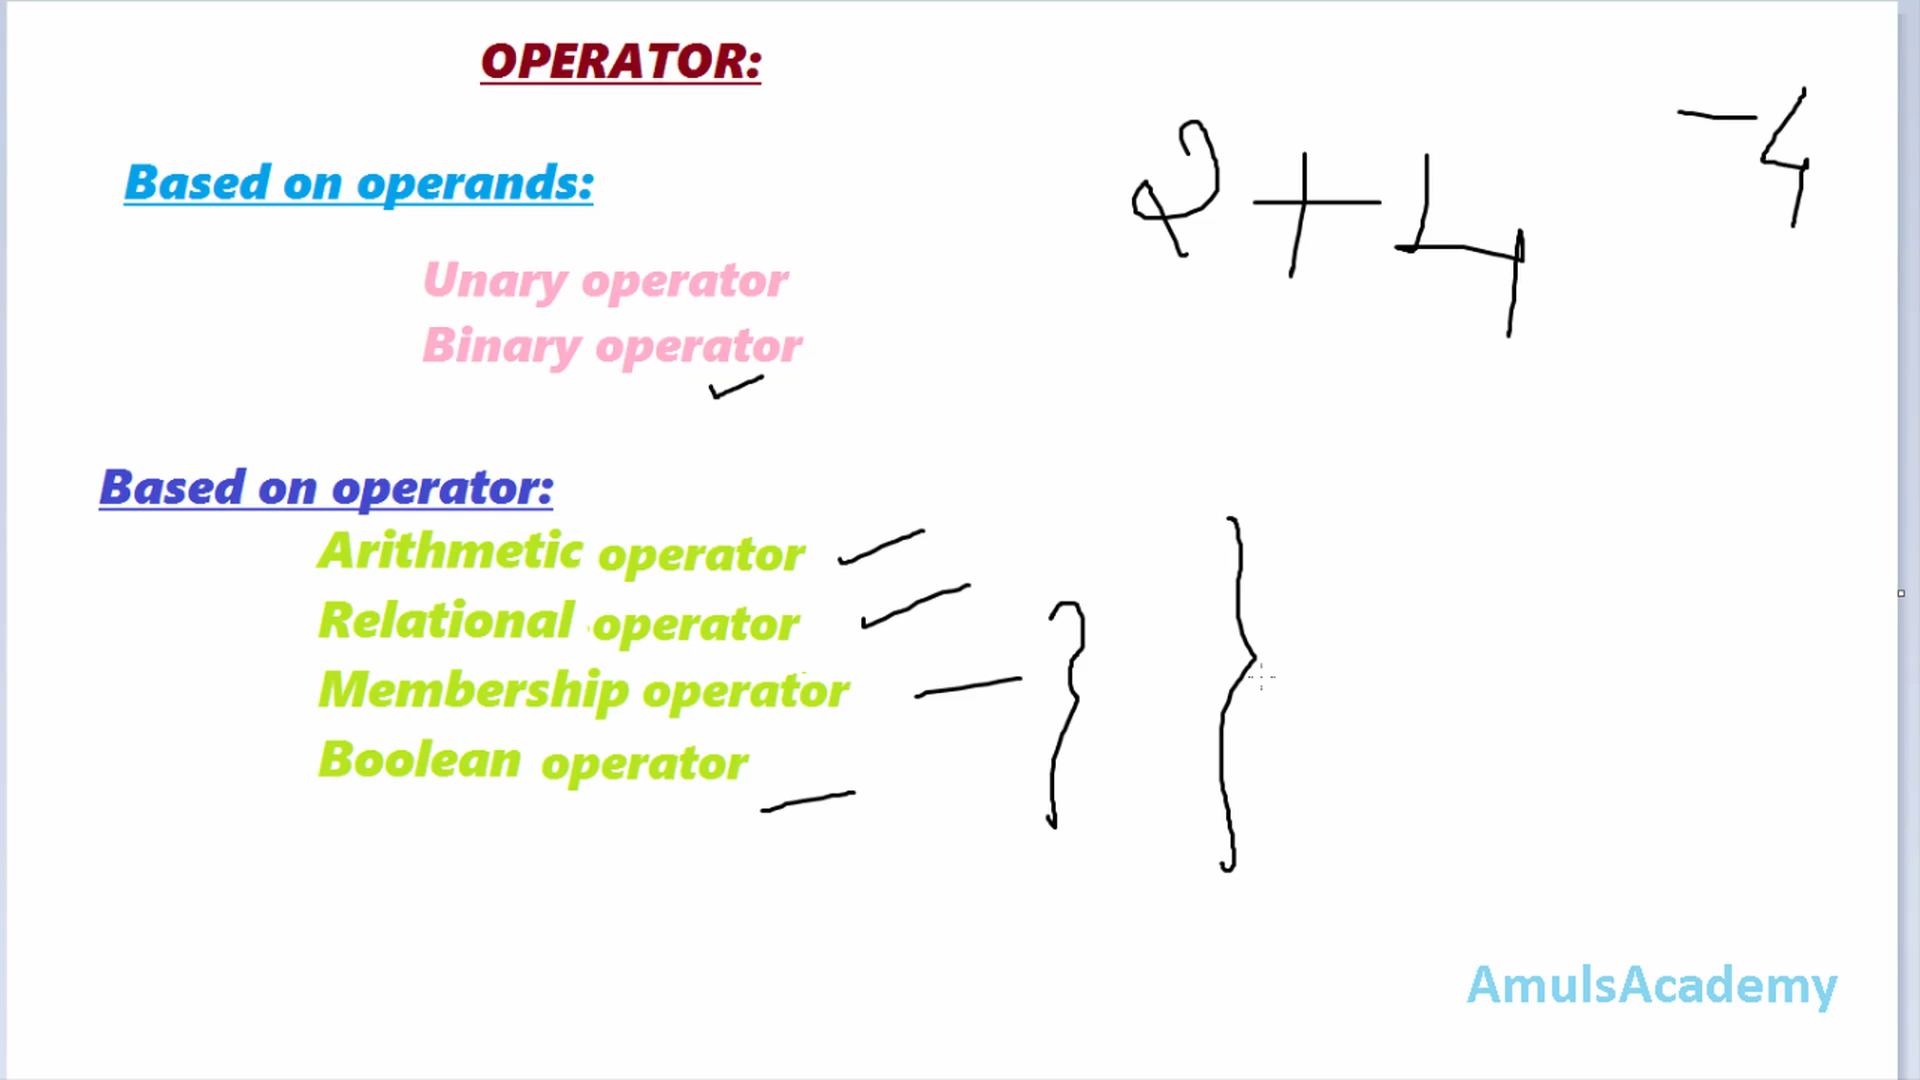 OPERATOR:
2+4
-4
Based on operands:
Unary operator
Binary operator
Based on operator:
Arithmetic operator
Relational operator
Membership operator
Boolean operator
AmulsAcademy